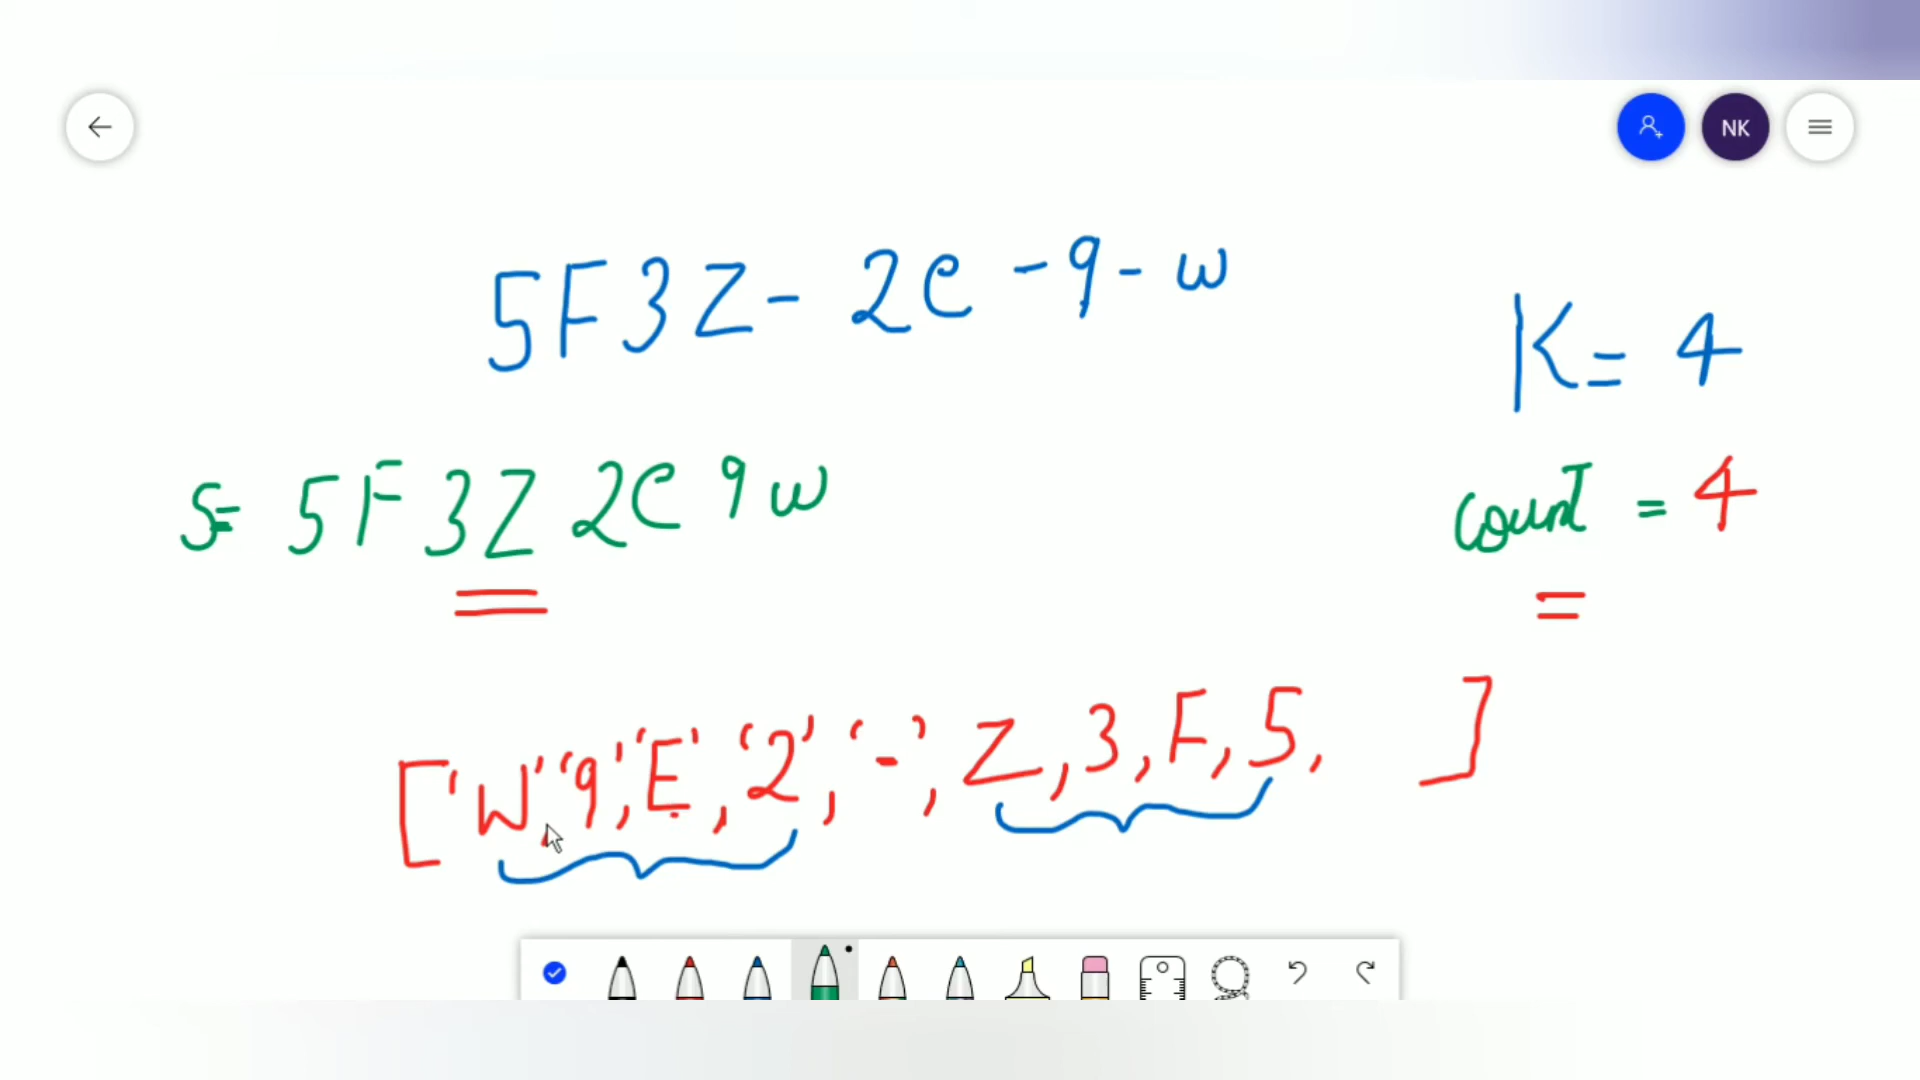 NK
5F3Z-2e-9-w
K=4
S= 5F3Z2e9w
count = 4
['W','9','E','2','-',Z,3,F,5, ]